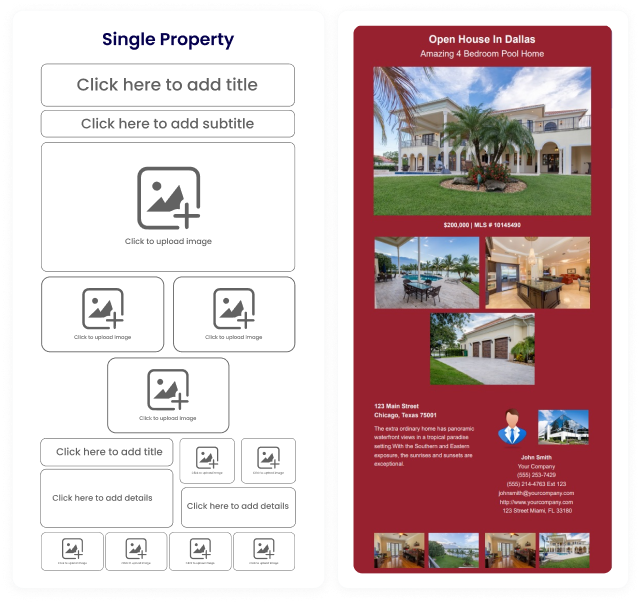 Single Property
Click here to add title
Click here to add subtitle
Click to upload image
Click to upload image
Click to upload image
Click to upload image
Click here to add title
Click to upload image
Click to upload image
Click here to add details
Click here to add details
Click to upload image
Click to upload image
Click to upload image
Click to upload image
Open House In Dallas
Amazing 4 Bedroom Pool Home
$200,000 | MLS # 10145490
123 Main Street
Chicago, Texas 75001
The extra ordinary home has panoramic
waterfront views in a tropical paradise
setting.With the Southern and Eastern
exposure, the sunrises and sunsets are
exceptional.
John Smith
Your Company
(555) 253-7429
(555) 214-4763 Ext 123
johnsmith@yourcompany.com
http://www.yourcompany.com
123 Street Miami, FL 33180